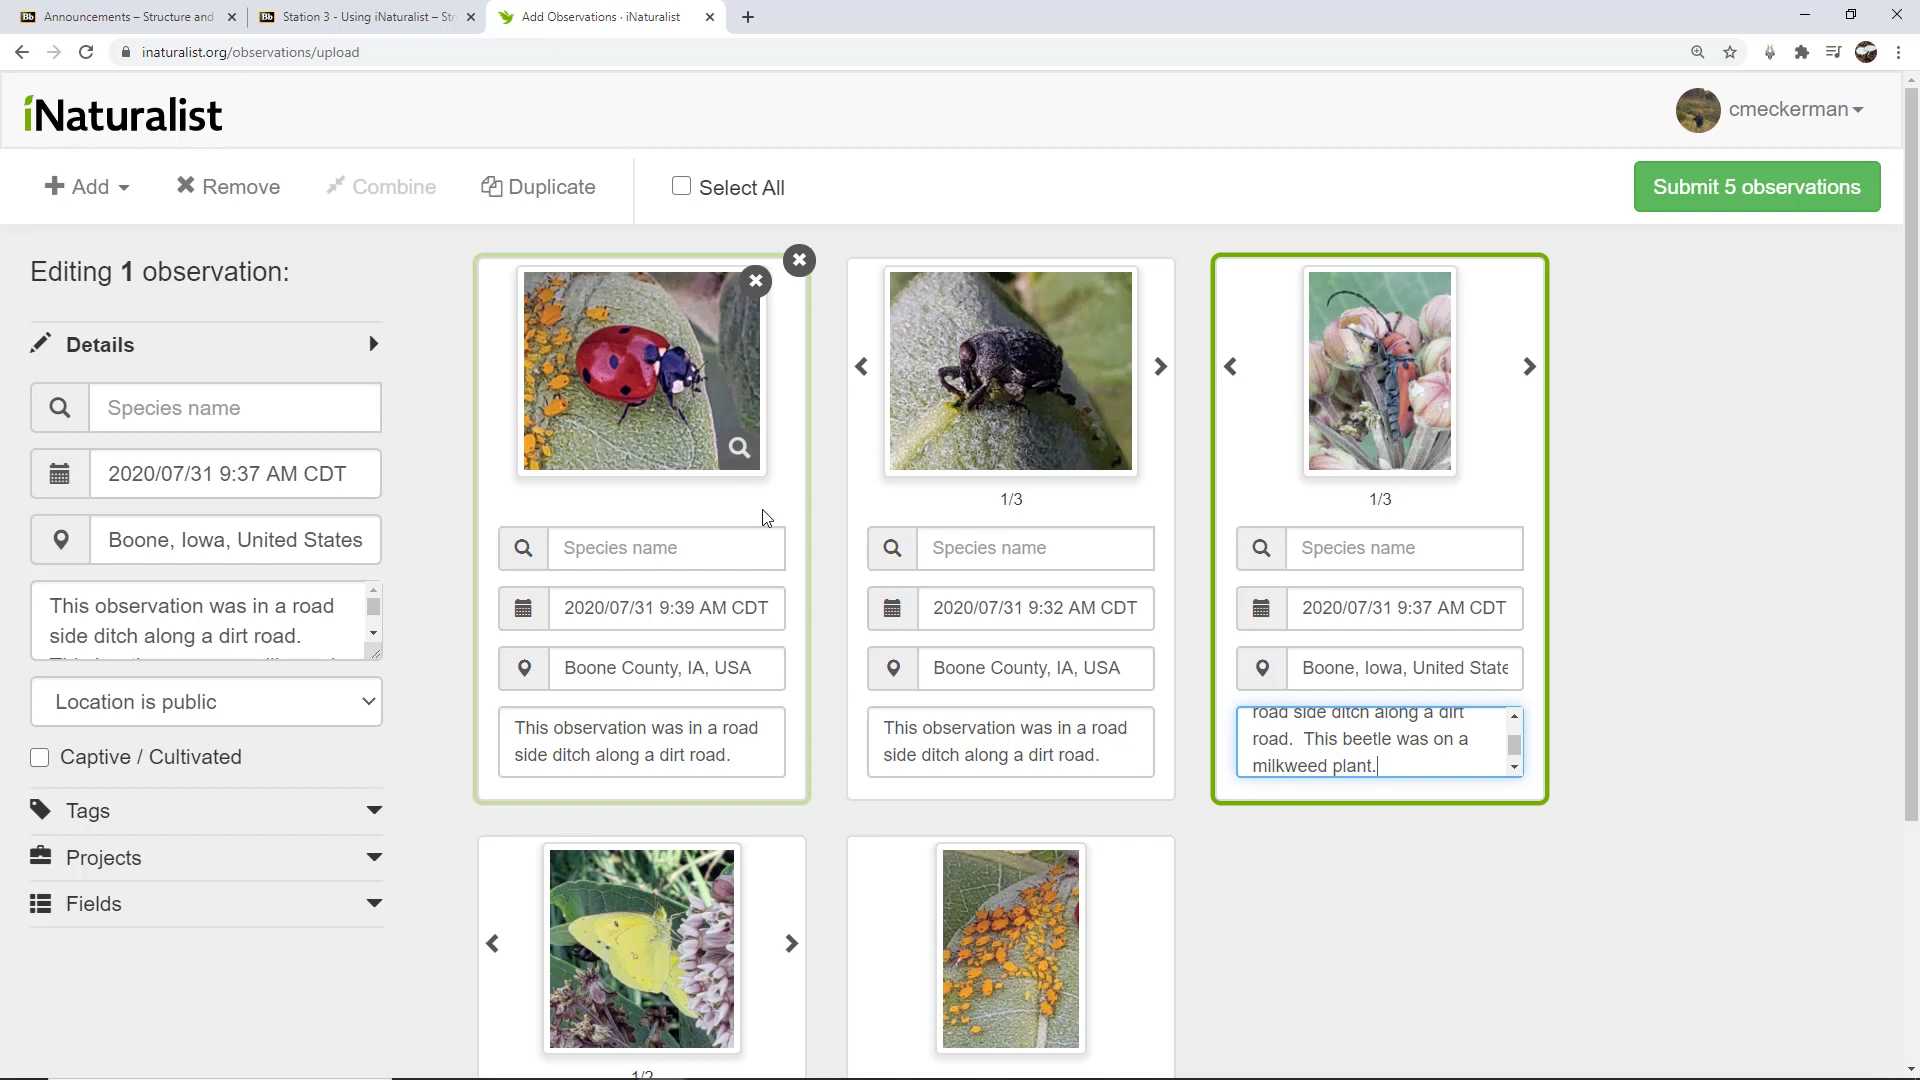 Announcements – Structure and
Station 3 - Using iNaturalist – Str
Add Observations · iNaturalist
inaturalist.org/observations/upload
iNaturalist
cmeckerman
Add
Remove
Combine
Duplicate
Select All
Submit 5 observations
Editing 1 observation:
Details
Species name
2020/07/31 9:37 AM CDT
Boone, Iowa, United States
This observation was in a road
side ditch along a dirt road.
Location is public
Captive / Cultivated
Tags
Projects
Fields
Species name
2020/07/31 9:39 AM CDT
Boone County, IA, USA
This observation was in a road
side ditch along a dirt road.
1/3
Species name
2020/07/31 9:32 AM CDT
Boone County, IA, USA
This observation was in a road
side ditch along a dirt road.
1/3
Species name
2020/07/31 9:37 AM CDT
Boone, Iowa, United State
road side ditch along a dirt
road. This beetle was on a
milkweed plant.
1/2